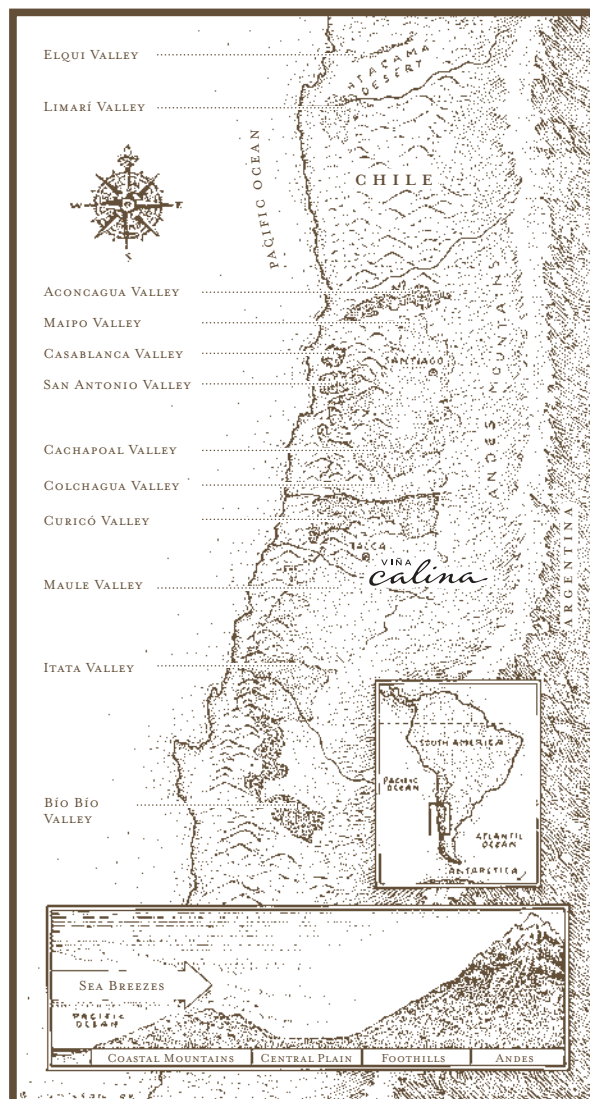 ELQUI VALLEY
ATACAMA
DESERT
LIMARÍ VALLEY
PACIFIC OCEAN
CHILE
W
E
S
ACONCAGUA VALLEY
MAIPO VALLEY
CASABLANCA VALLEY
SANTIAGO
SAN ANTONIO VALLEY
ANDES MOUNTAINS
CACHAPOAL VALLEY
COLCHAGUA VALLEY
CURICÓ VALLEY
ARGENTINA
TALCA
VIÑA
calina
MAULE VALLEY
ITATA VALLEY
SOUTH AMERICA
PACIFIC
OCEAN
BÍO BÍO
VALLEY
ATLANTIC
OCEAN
ANTARCTICA
SEA BREEZES
PACIFIC
OCEAN
COASTAL MOUNTAINS
CENTRAL PLAIN
FOOTHILLS
ANDES